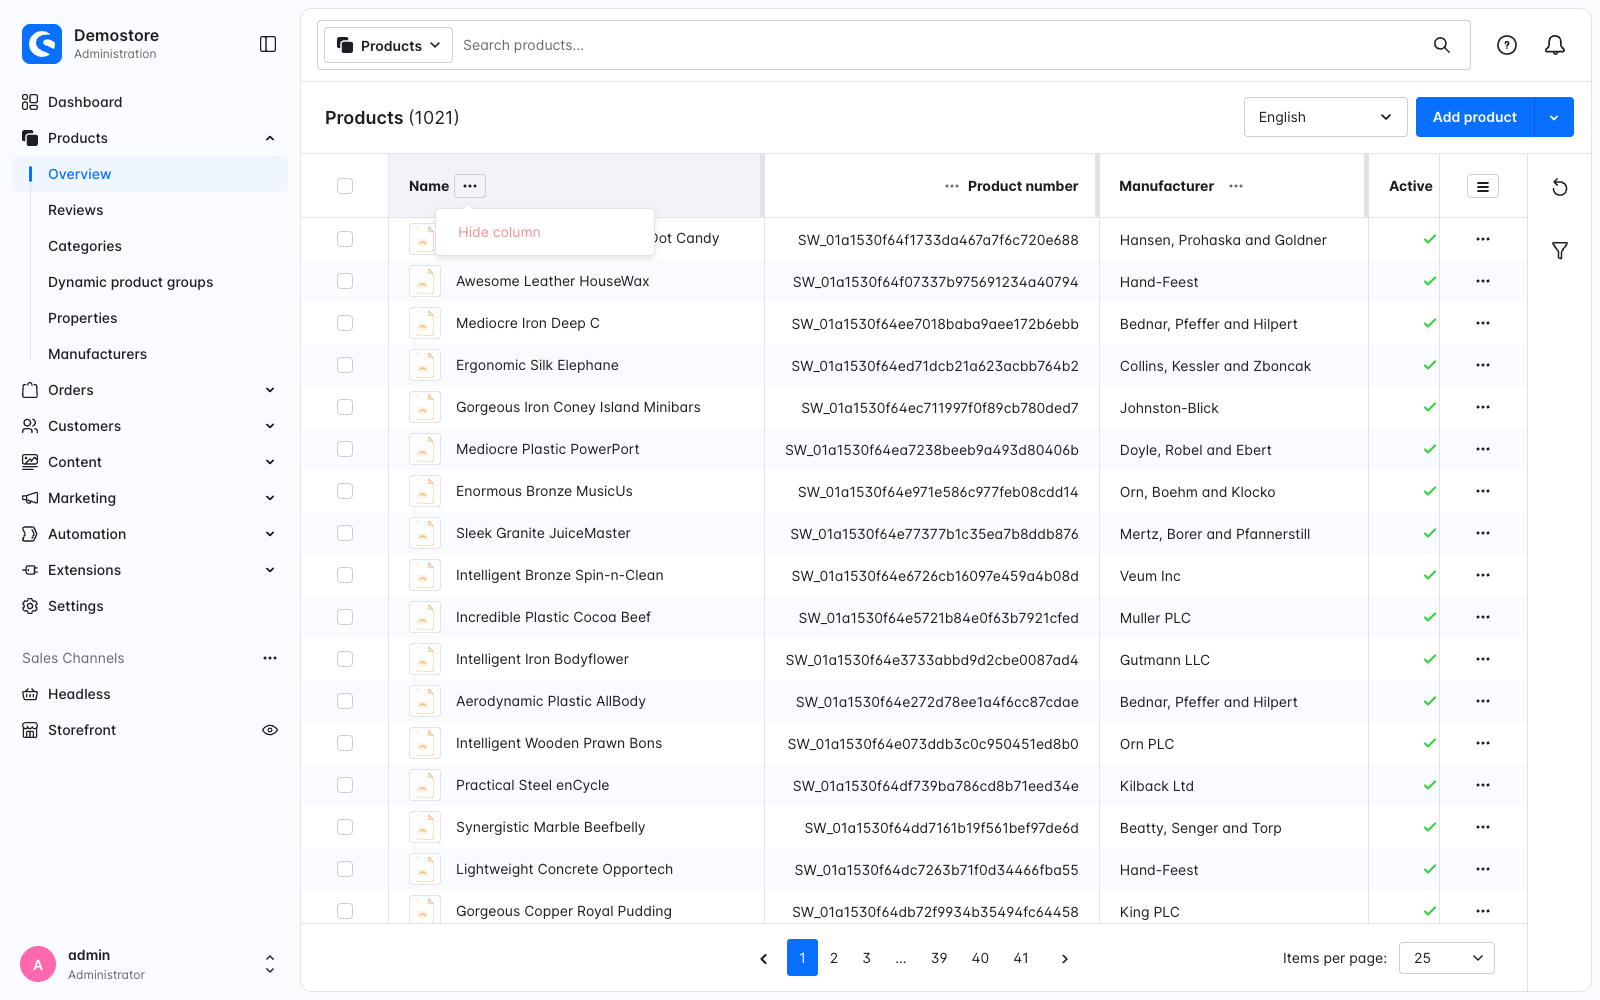 Demostore
Administration
Dashboard
Products
Overview
Reviews
Categories
Dynamic product groups
Properties
Manufacturers
Orders
Customers
Content
Marketing
Automation
Extensions
Settings
Sales Channels
Headless
Storefront
A
admin
Administrator
Products
Search products...
Products (1021)
English
Add product
Name
Product number
Manufacturer
Active
Hide column
Dot Candy SW_01a1530f64f1733da467a7f6c720e688 Hansen, Prohaska and Goldner
Awesome Leather HouseWax SW_01a1530f64f07337b975691234a40794 Hand-Feest
Mediocre Iron Deep C SW_01a1530f64ee7018baba9aee172b6ebb Bednar, Pfeffer and Hilpert
Ergonomic Silk Elephane SW_01a1530f64ed71dcb21a623acbb764b2 Collins, Kessler and Zboncak
Gorgeous Iron Coney Island Minibars SW_01a1530f64ec711997f0f89cb780ded7 Johnston-Blick
Mediocre Plastic PowerPort SW_01a1530f64ea7238beeb9a493d80406b Doyle, Robel and Ebert
Enormous Bronze MusicUs SW_01a1530f64e971e586c977feb08cdd14 Orn, Boehm and Klocko
Sleek Granite JuiceMaster SW_01a1530f64e77377b1c35ea7b8ddb876 Mertz, Borer and Pfannerstill
Intelligent Bronze Spin-n-Clean SW_01a1530f64e6726cb16097e459a4b08d Veum Inc
Incredible Plastic Cocoa Beef SW_01a1530f64e5721b84e0f63b7921cfed Muller PLC
Intelligent Iron Bodyflower SW_01a1530f64e3733abbd9d2cbe0087ad4 Gutmann LLC
Aerodynamic Plastic AllBody SW_01a1530f64e272d78ee1a4f6cc87cdae Bednar, Pfeffer and Hilpert
Intelligent Wooden Prawn Bons SW_01a1530f64e073ddb3c0c950451ed8b0 Orn PLC
Practical Steel enCycle SW_01a1530f64df739ba786cd8b71eed34e Kilback Ltd
Synergistic Marble Beefbelly SW_01a1530f64dd7161b19f561bef97de6d Beatty, Senger and Torp
Lightweight Concrete Opportech SW_01a1530f64dc7263b71f0d34466fba55 Hand-Feest
Gorgeous Copper Royal Pudding SW_01a1530f64db72f9934b35494fc64458 King PLC
1 2 3 ... 39 40 41
Items per page: 25